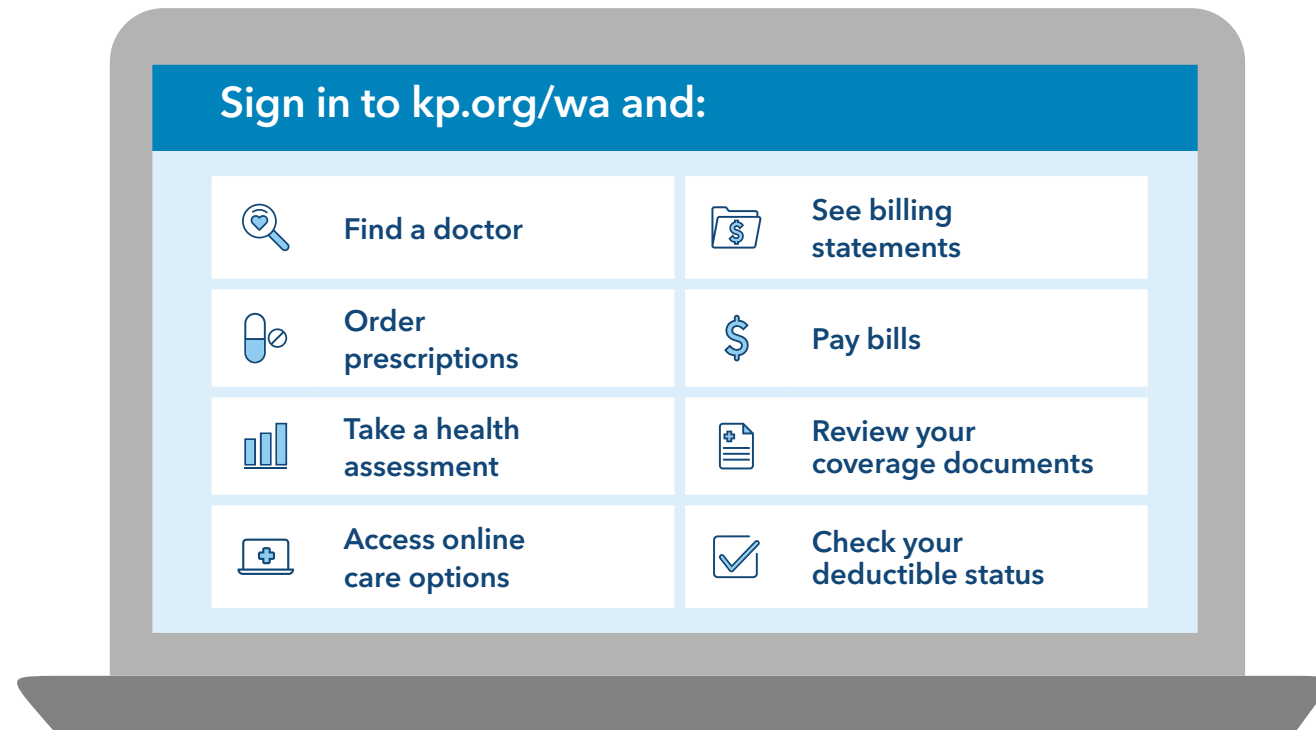 Sign in to kp.org/wa and:
Find a doctor
See billing
statements
Order
prescriptions
Pay bills
Take a health
assessment
Review your
coverage documents
Access online
care options
Check your
deductible status